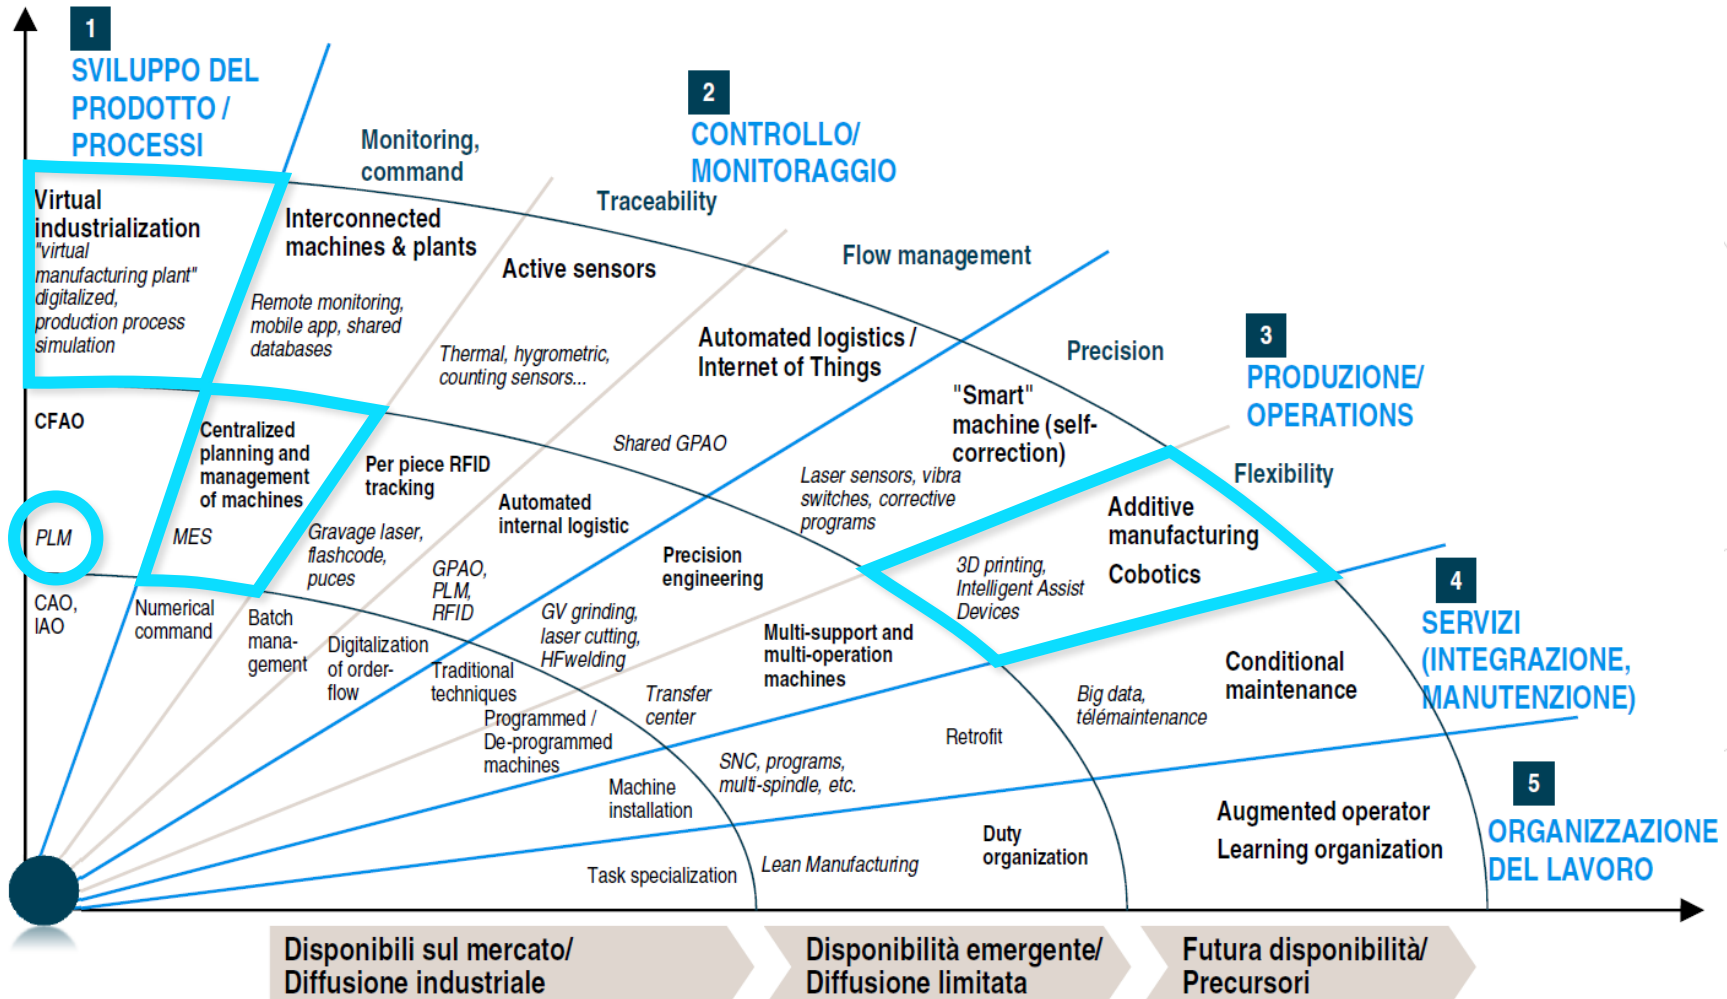 1
SVILUPPO DEL
PRODOTTO /
PROCESSI
2
CONTROLLO/
MONITORAGGIO
3
PRODUZIONE/
OPERATIONS
4
SERVIZI
(INTEGRAZIONE,
MANUTENZIONE)
5
ORGANIZZAZIONE
DEL LAVORO
Monitoring,
command
Traceability
Flow management
Precision
Flexibility
Virtual
industrialization
"virtual
manufacturing plant"
digitalized,
production process
simulation
Interconnected
machines & plants
Remote monitoring,
mobile app, shared
databases
Active sensors
Thermal, hygrometric,
counting sensors...
Automated logistics /
Internet of Things
Shared GPAO
"Smart"
machine (self-
correction)
Laser sensors, vibra
switches, corrective
programs
Additive
manufacturing
Cobotics
3D printing,
Intelligent Assist
Devices
Conditional
maintenance
Big data,
télémaintenance
Augmented operator
Learning organization
CFAO
PLM
Centralized
planning and
management
of machines
MES
Per piece RFID
tracking
Gravage laser,
flashcode,
puces
Automated
internal logistic
GPAO,
PLM,
RFID
Precision
engineering
GV grinding,
laser cutting,
HFwelding
Multi-support and
multi-operation
machines
Transfer
center
Retrofit
SNC, programs,
multi-spindle, etc.
Duty
organization
Lean Manufacturing
CAO,
IAO
Numerical
command
Batch
mana-
gement
Digitalization
of order-
flow
Traditional
techniques
Programmed /
De-programmed
machines
Machine
installation
Task specialization
Disponibili sul mercato/
Diffusione industriale
Disponibilità emergente/
Diffusione limitata
Futura disponibilità/
Precursori